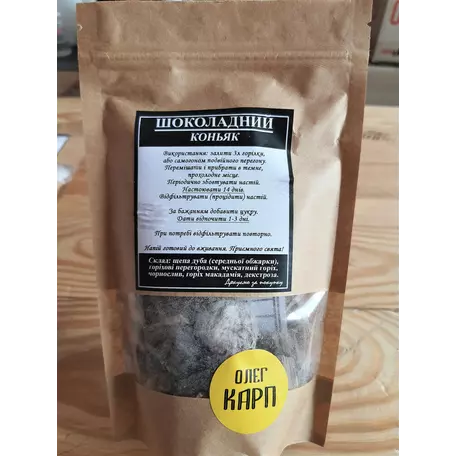 ШОКОЛАДНИЙ
КОНЬЯК
Використання: залити 3л горілки,
або самогоном подвійного перегону.
Перемішати і прибрати в темне,
прохолодне місце.
Періодично збовтувати настій.
Настоювати 14 днів.
Відфільтрувати (процідити) настій.
За бажанням добавити цукру.
Дати відпочити 1-3 дні.
При потребі відфільтрувати повторно.
Напій готовий до вживання. Приємного свята!
Склад: щепа дуба (середньої обжарки),
горіхові перегородки, мускатний горіх,
чорнослив, горіх макадамія, декстроза.
Дякуємо за покупку
ОЛЕГ
КАРП